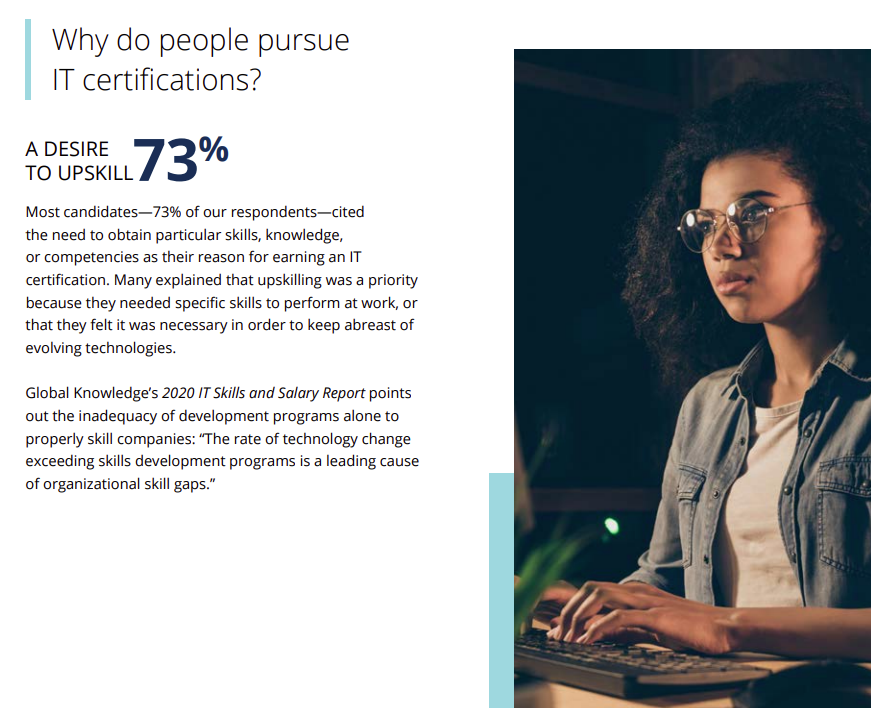 Why do people pursue
IT certifications?
A DESIRE
TO UPSKILL 73%
Most candidates—73% of our respondents—cited
the need to obtain particular skills, knowledge,
or competencies as their reason for earning an IT
certification. Many explained that upskilling was a priority
because they needed specific skills to perform at work, or
that they felt it was necessary in order to keep abreast of
evolving technologies.
Global Knowledge’s 2020 IT Skills and Salary Report points
out the inadequacy of development programs alone to
properly skill companies: “The rate of technology change
exceeding skills development programs is a leading cause
of organizational skill gaps.”